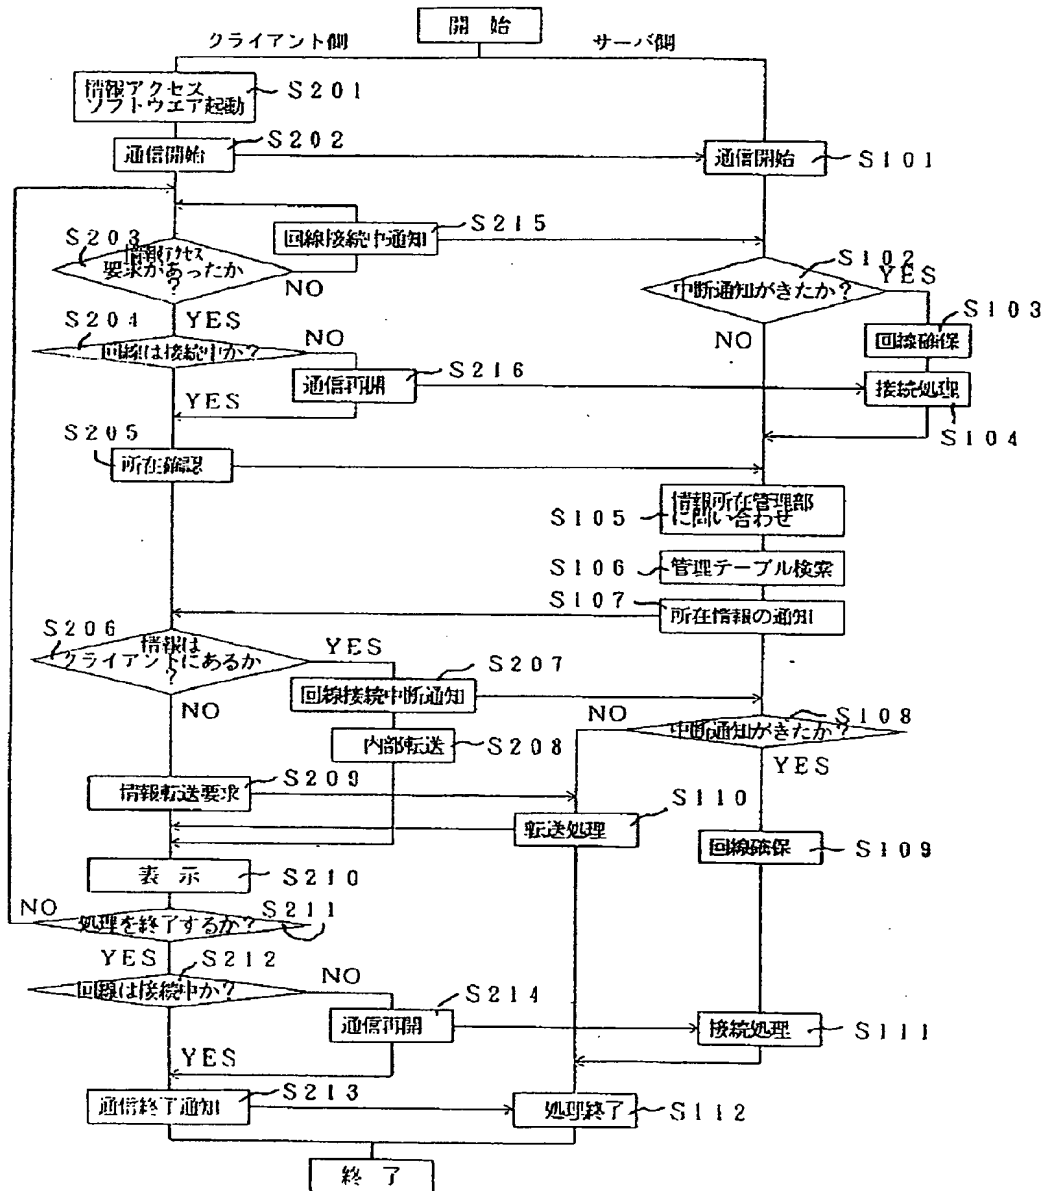 開 始
クライアント側
サーバ側
情報アクセス
ソフトウエア起動
S201
通信開始
S202
通信開始
S101
回線接続中通知
S215
S203
情報アクセス
要求があったか
?
NO
YES
中断通知がきたか?
S102
YES
NO
回線確保
S103
S204
回線は接続中か?
NO
YES
通信再開
S216
接続処理
S104
S205
所在確認
S105
情報所在管理部
に問い合わせ
S106
管理テーブル検索
S107
所在情報の通知
S206
情報は
クライアントにあるか
?
YES
NO
回線接続中断通知
S207
内部転送
S208
NO
中断通知がきたか?
S108
YES
情報転送要求
S209
転送処理
S110
回線確保
S109
表 示
S210
NO
処理を終了するか?
S211
YES
回線は接続中か?
S212
NO
通信再開
S214
接続処理
S111
YES
通信終了通知
S213
処理終了
S112
終 了